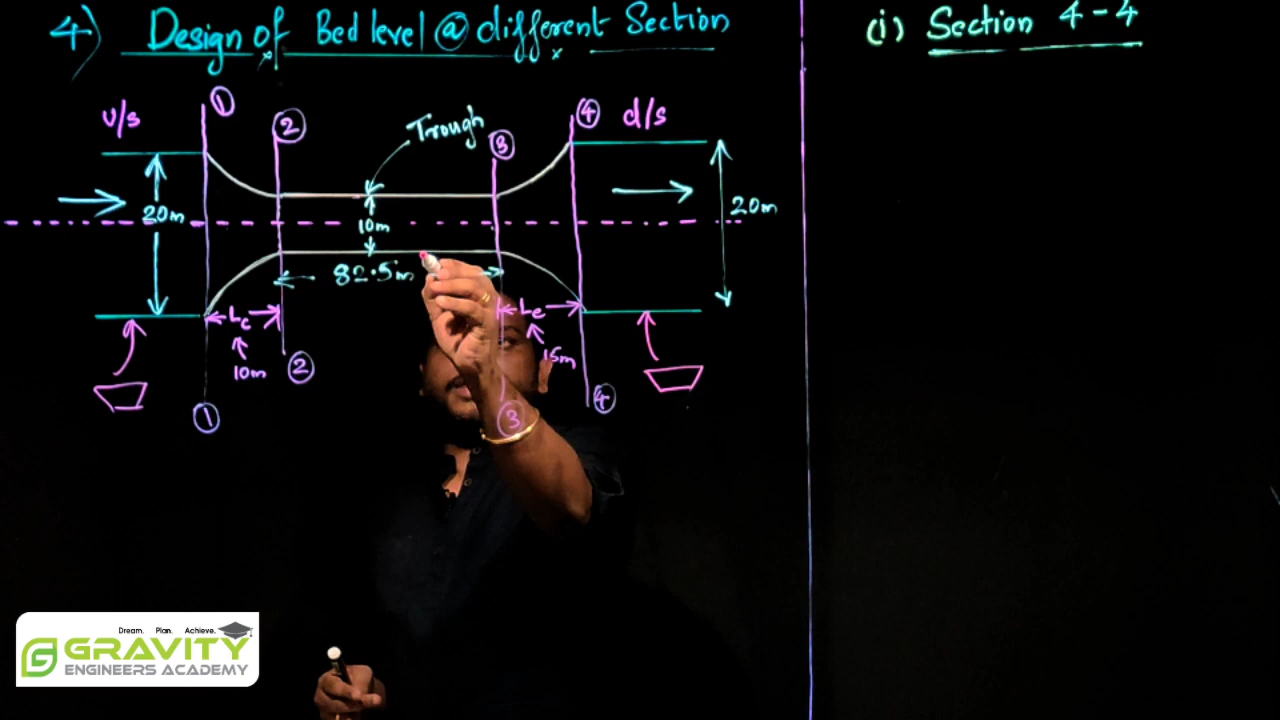 4) Design of Bed level @ different Section
(i) Section 4-4
u/s
①
②
Trough
③
④
d/s
20m
10m
20m
82.5m
Lc
10m
Le
15m
②
①
③
④
Dream. Plan. Achieve.
GRAVITY
ENGINEERS ACADEMY